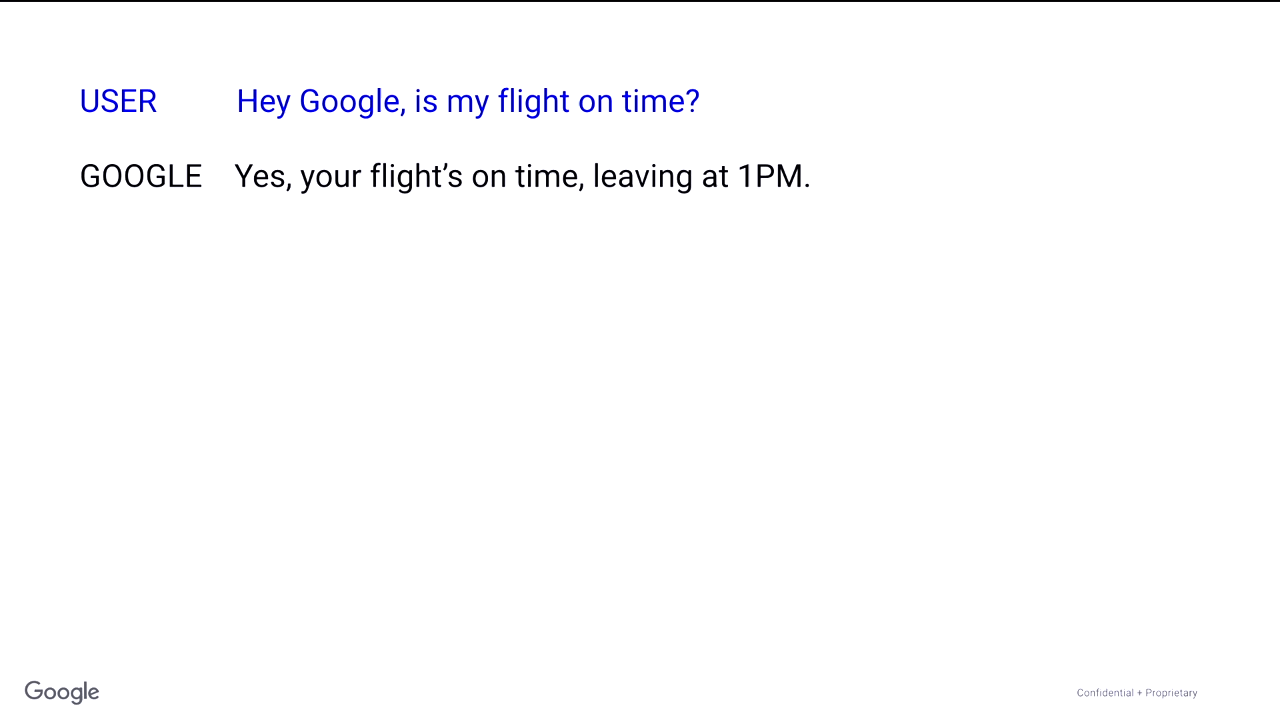 USER Hey Google, is my flight on time?
GOOGLE Yes, your flight’s on time, leaving at 1PM.
Google
Confidential + Proprietary